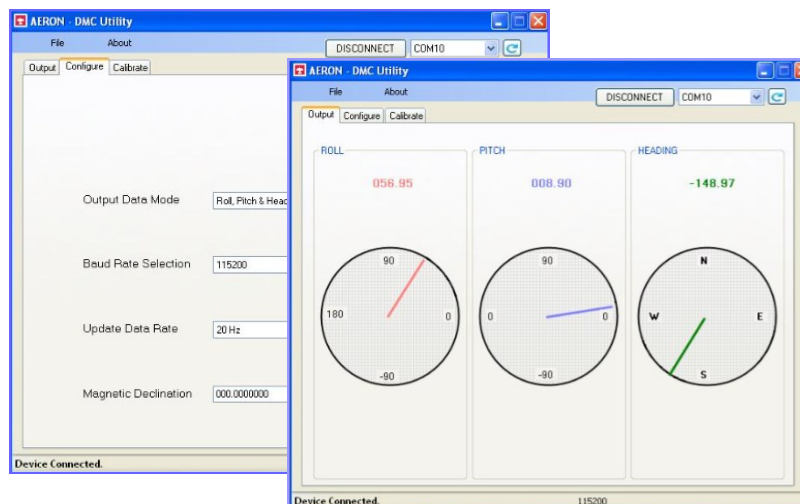 AERON - DMC Utility
File About
DISCONNECT COM10
Output Configure Calibrate
Output Data Mode Roll, Pitch & Head
Baud Rate Selection 115200
Update Data Rate 20 Hz
Magnetic Declination 000.0000000
Device Connected.
AERON - DMC Utility
File About
DISCONNECT COM10
Output Configure Calibrate
ROLL PITCH HEADING
056.95 008.90 -148.97
90 90 N
180 0 0 0 W E
-90 -90 S
Device Connected. 115200